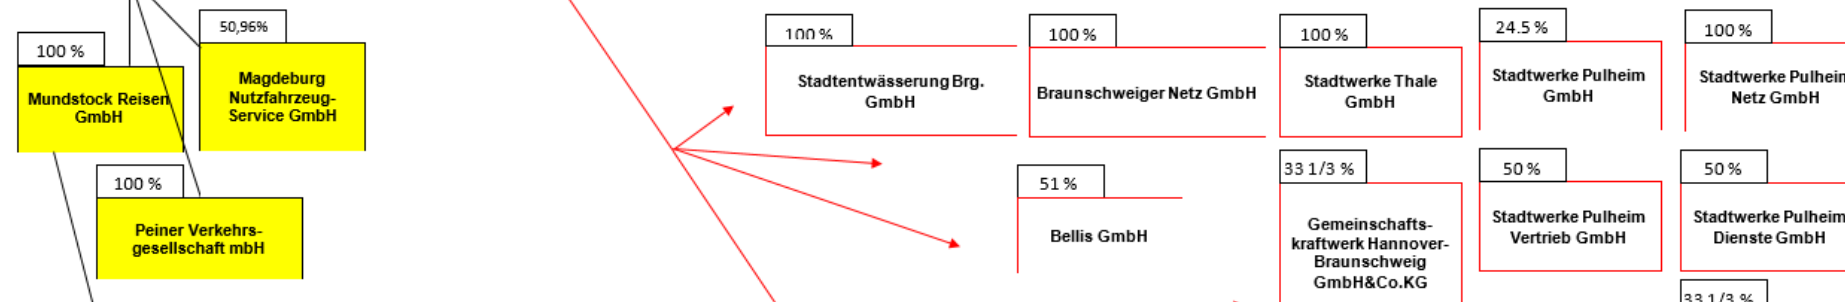 50,96%
100 %
Magdeburg
Nutzfahrzeug-
Service GmbH
Mundstock Reisen
GmbH
100 %
Peiner Verkehrs-
gesellschaft mbH
100 %
Stadtentwässerung Brg.
GmbH
100 %
Braunschweiger Netz GmbH
100 %
Stadtwerke Thale
GmbH
24.5 %
Stadtwerke Pulheim
GmbH
100 %
Stadtwerke Pulheim
Netz GmbH
51 %
Bellis GmbH
33 1/3 %
Gemeinschafts-
kraftwerk Hannover-
Braunschweig
GmbH&Co.KG
50 %
Stadtwerke Pulheim
Vertrieb GmbH
50 %
Stadtwerke Pulheim
Dienste GmbH
33 1/3 %